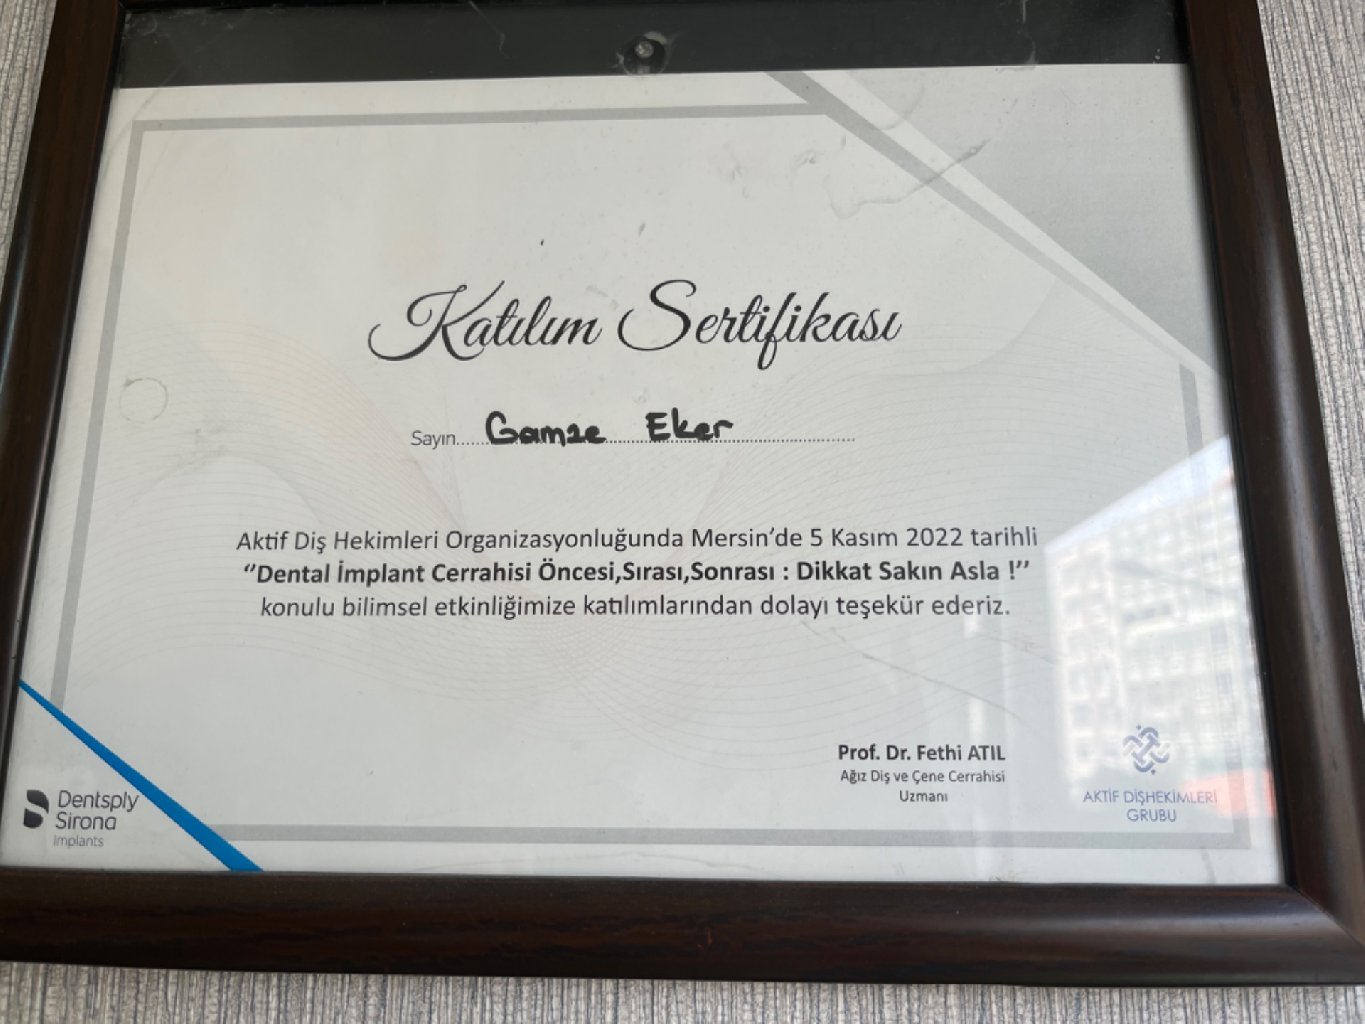 Katılım Sertifikası
Sayın.....Gamze Eker.....
Aktif Diş Hekimleri Organizasyonluğunda Mersin’de 5 Kasım 2022 tarihli
‘‘Dental İmplant Cerrahisi Öncesi,Sırası,Sonrası : Dikkat Sakın Asla !’’
konulu bilimsel etkinliğimize katılımlarından dolayı teşekür ederiz.
Prof. Dr. Fethi ATIL
Ağız Diş ve Çene Cerrahisi
Uzmanı
Dentsply
Sirona
Implants
AKTİF DİŞHEKİMLERİ
GRUBU